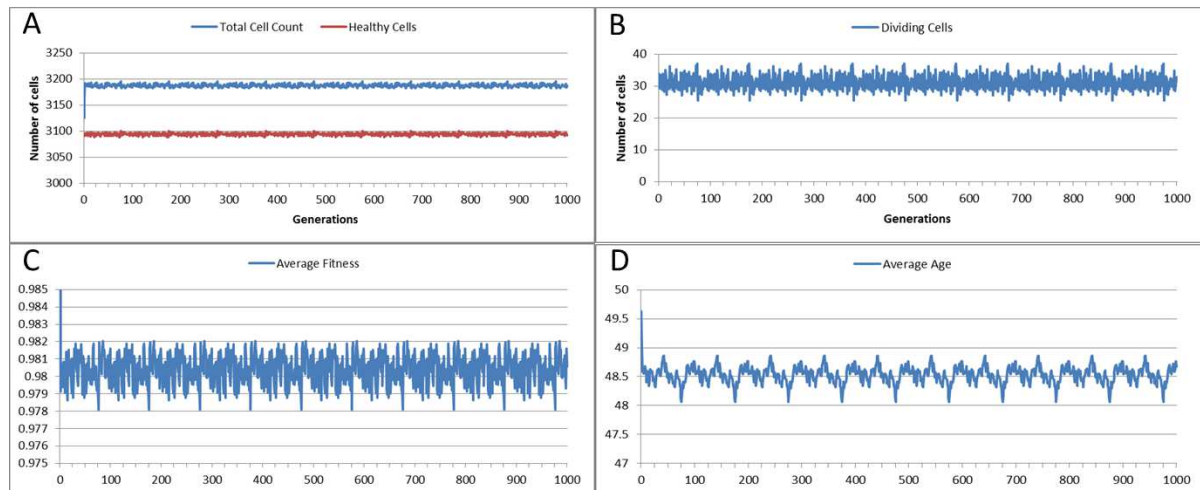 A
Total Cell Count Healthy Cells
Number of cells
3250
3200
3150
3100
3050
3000
0 100 200 300 400 500 600 700 800 900 1000
Generations
B
Dividing Cells
Number of cells
40
30
20
10
0
0 100 200 300 400 500 600 700 800 900 1000
Generations
C
Average Fitness
0.985
0.984
0.983
0.982
0.981
0.98
0.979
0.978
0.977
0.976
0.975
0 100 200 300 400 500 600 700 800 900 1000
D
Average Age
50
49.5
49
48.5
48
47.5
47
0 100 200 300 400 500 600 700 800 900 1000